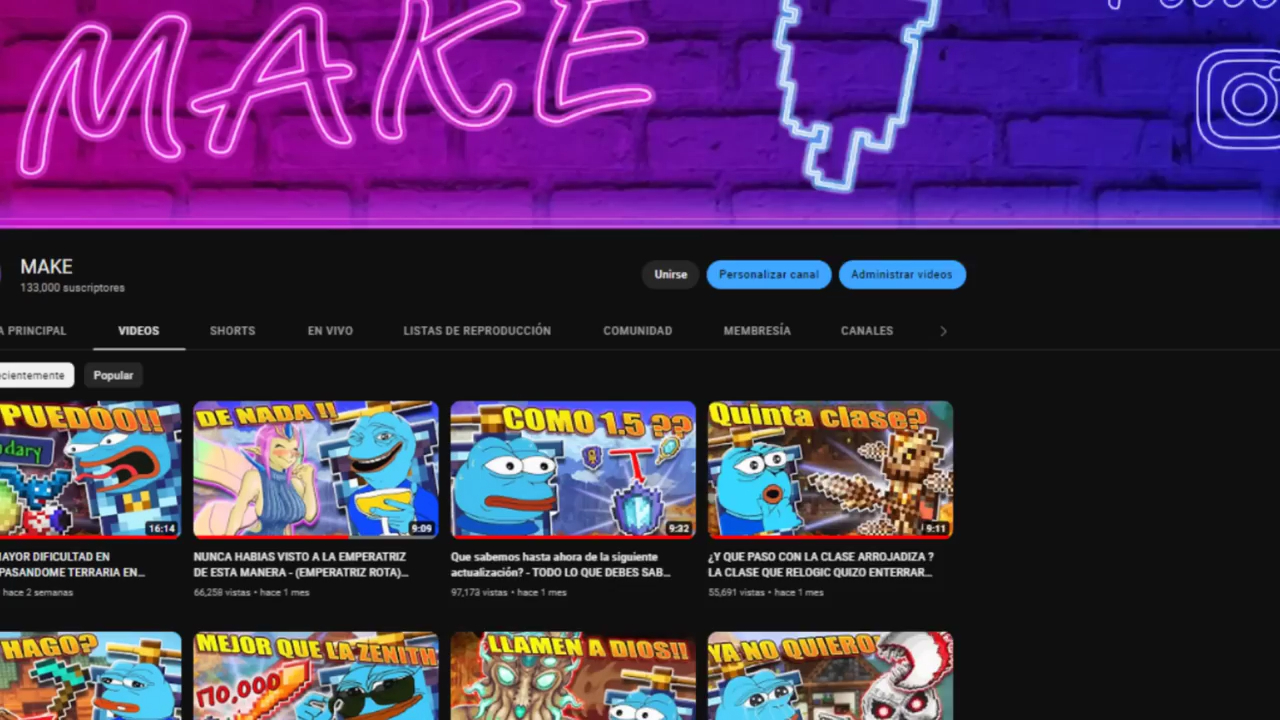 MAKE
MAKE
133,000 suscriptores
Unirse
Personalizar canal
Administrar videos
PRINCIPAL
VIDEOS
SHORTS
EN VIVO
LISTAS DE REPRODUCCIÓN
COMUNIDAD
MEMBRESÍA
CANALES
cientemente
Popular
PUEDOO!!
ndary
16:14
DE NADA !!
9:09
COMO 1.5 ??
9:32
Quinta clase?
9:11
AYOR DIFICULTAD EN
PASANDOME TERRARIA EN...
hace 2 semanas
NUNCA HABIAS VISTO A LA EMPERATRIZ
DE ESTA MANERA - (EMPERATRIZ ROTA)...
66,258 vistas • hace 1 mes
Que sabemos hasta ahora de la siguiente
actualización? - TODO LO QUE DEBES SAB...
97,173 vistas • hace 1 mes
¿Y QUE PASO CON LA CLASE ARROJADIZA ?
LA CLASE QUE RELOGIC QUIZO ENTERRAR...
55,691 vistas • hace 1 mes
HAGO?
MEJOR QUE LA ZENITH
10,000
LLAMEN A DIOS!!
YA NO QUIERO!